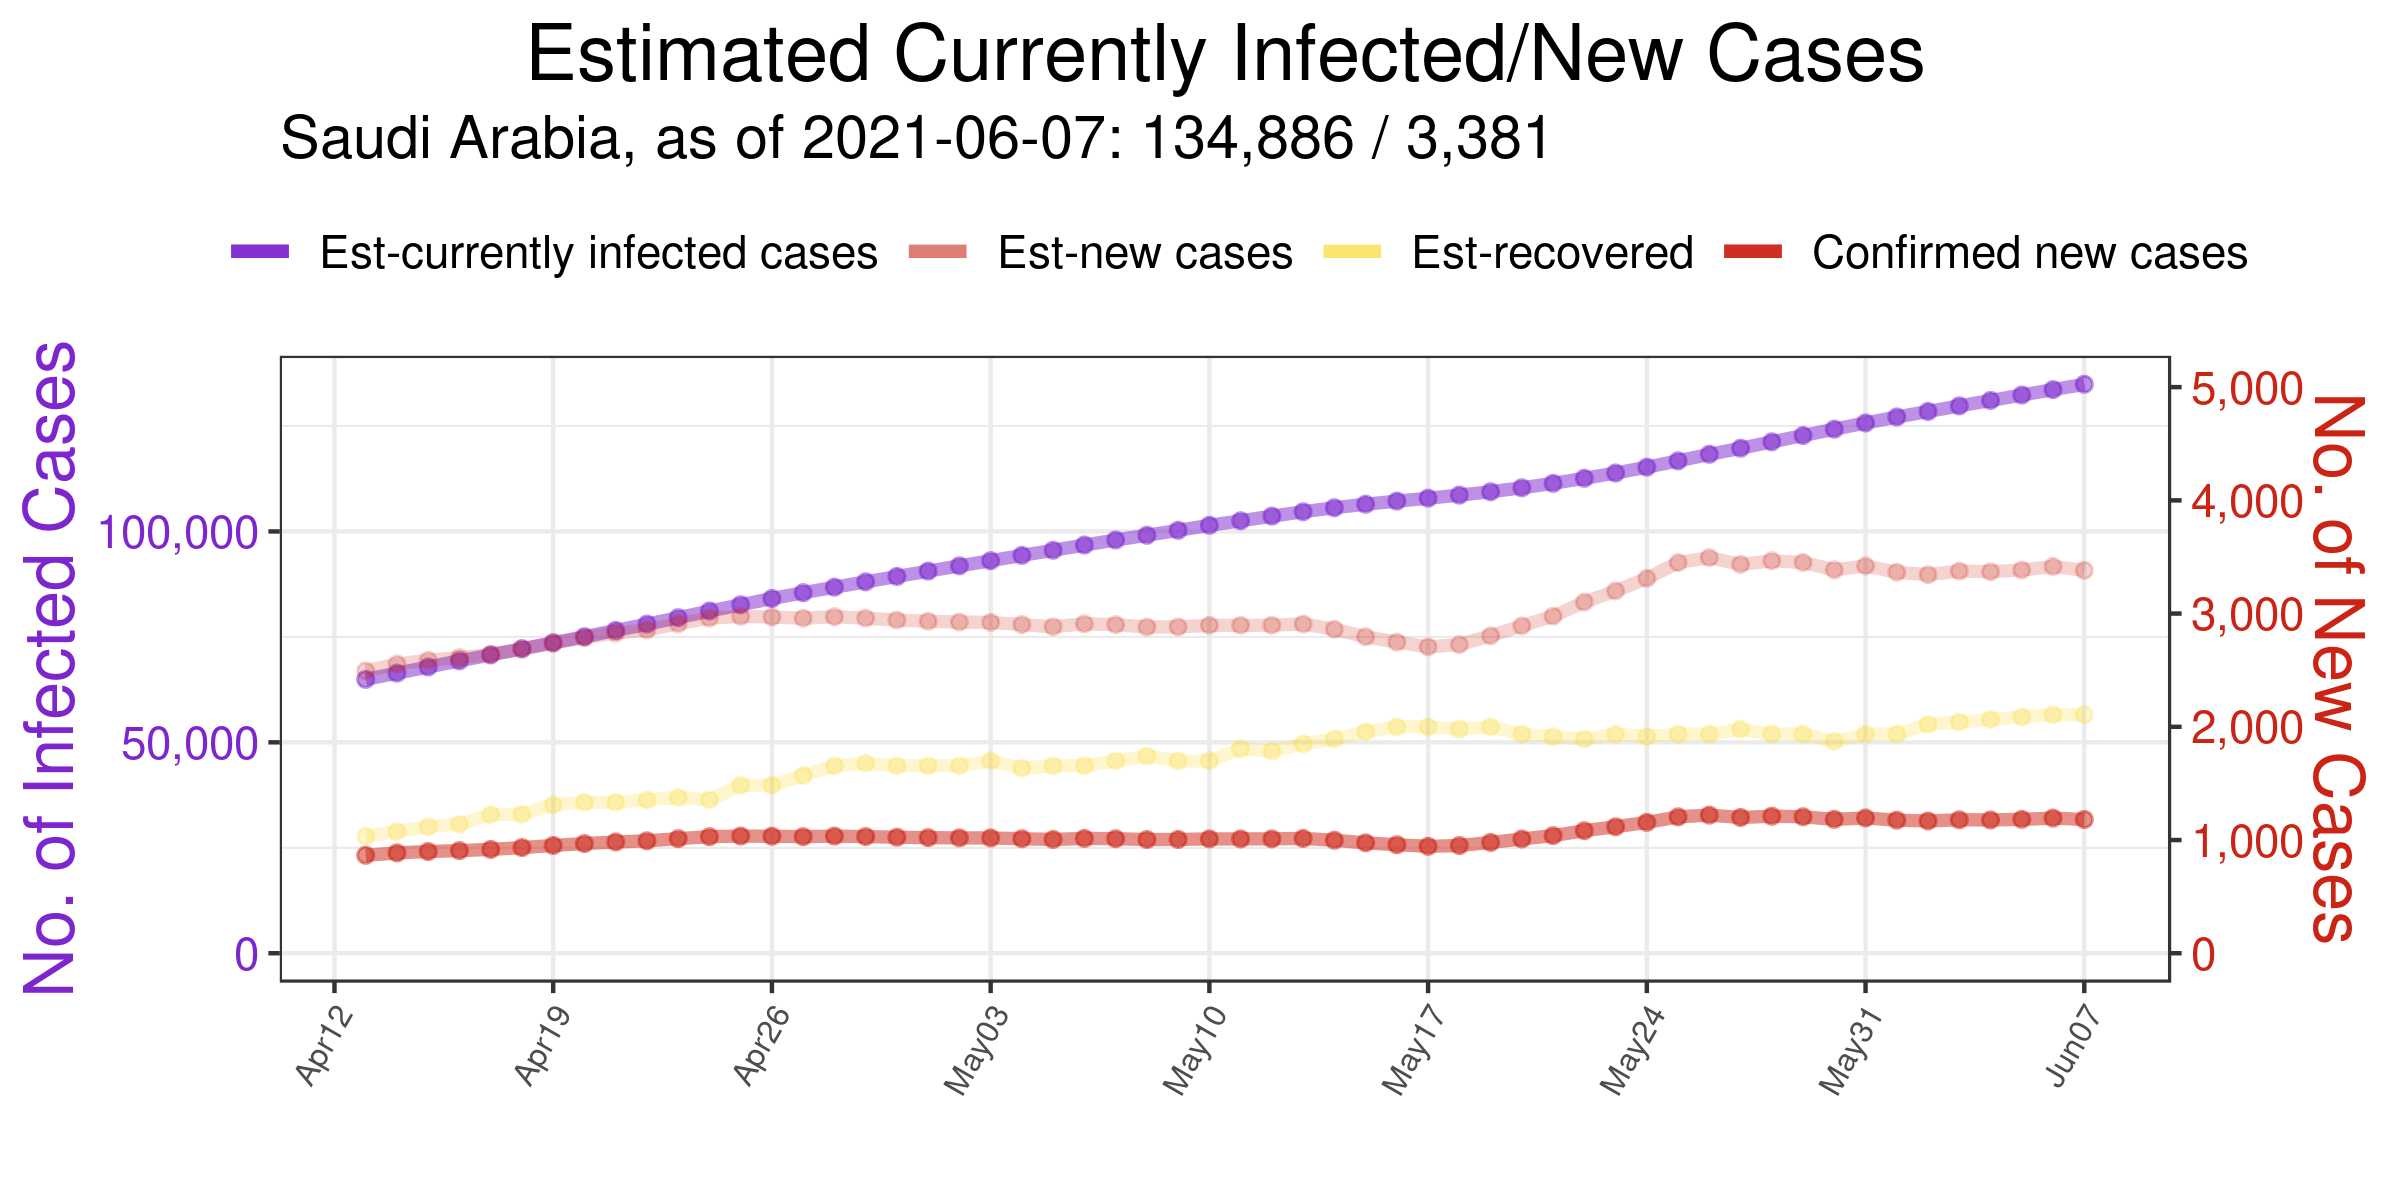 Estimated Currently Infected/New Cases
Saudi Arabia, as of 2021-06-07: 134,886 / 3,381
Est-currently infected cases Est-new cases Est-recovered Confirmed new cases
No. of Infected Cases
100,000
50,000
0
5,000
4,000
3,000
2,000
1,000
0
No. of New Cases
Apr12 Apr19 Apr26 May03 May10 May17 May24 May31 Jun07